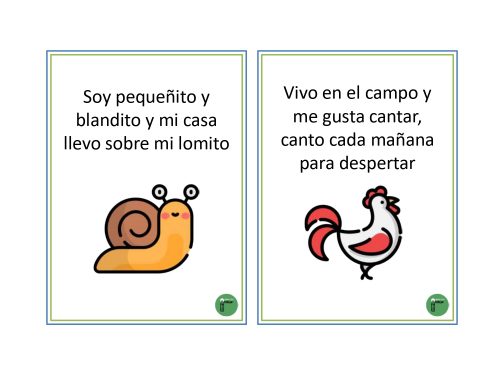 Soy pequeñito y
blandito y mi casa
llevo sobre mi lomito
Vivo en el campo y
me gusta cantar,
canto cada mañana
para despertar